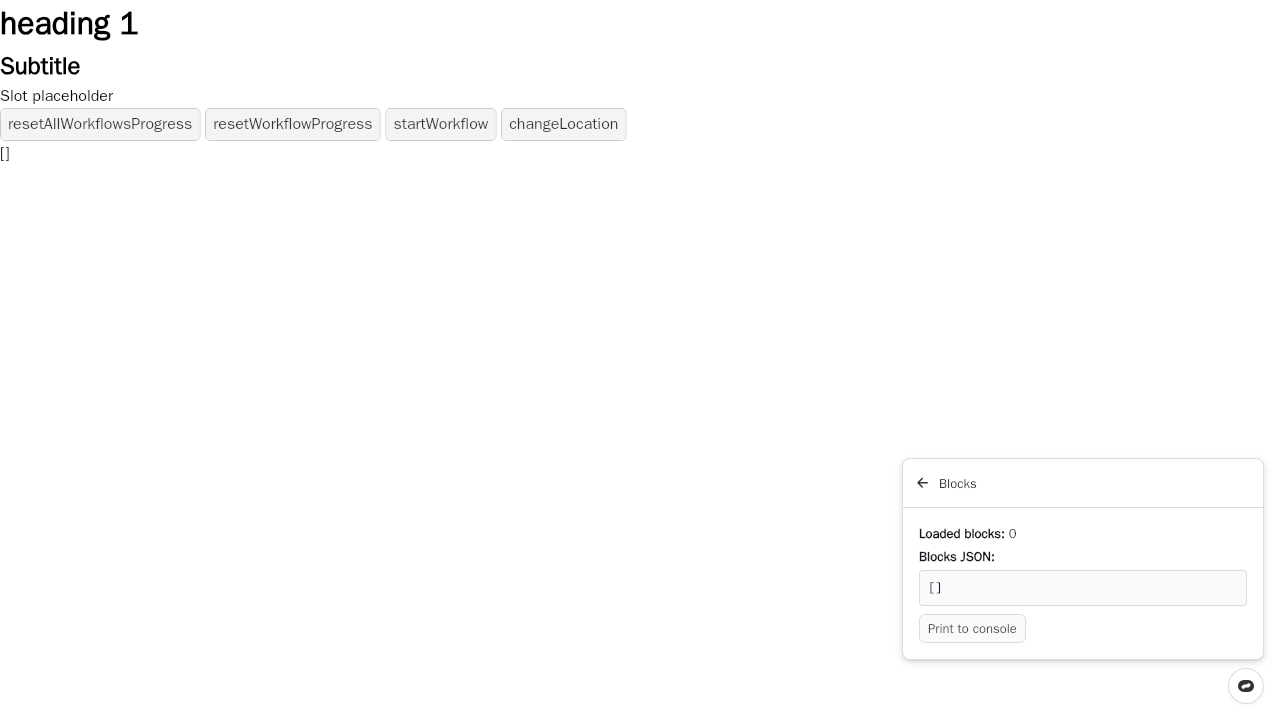 heading 1
Subtitle
Slot placeholder
resetAllWorkflowsProgress resetWorkflowProgress startWorkflow changeLocation
[]
Blocks
Loaded blocks: 0
Blocks JSON:
[]
Print to console